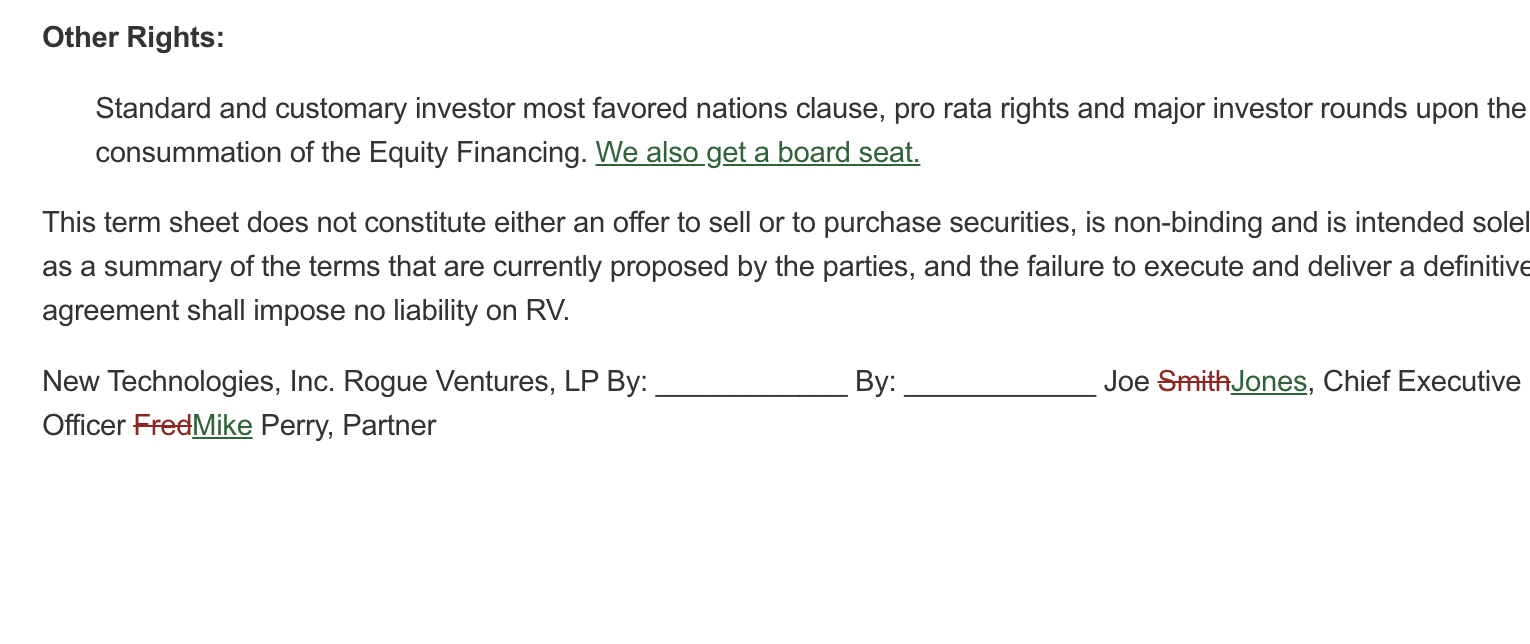 Other Rights:
Standard and customary investor most favored nations clause, pro rata rights and major investor rounds upon the
consummation of the Equity Financing. We also get a board seat.
This term sheet does not constitute either an offer to sell or to purchase securities, is non-binding and is intended solel
as a summary of the terms that are currently proposed by the parties, and the failure to execute and deliver a definitive
agreement shall impose no liability on RV.
New Technologies, Inc. Rogue Ventures, LP By: ____________ By: ____________ Joe SmithJones, Chief Executive
Officer FredMike Perry, Partner